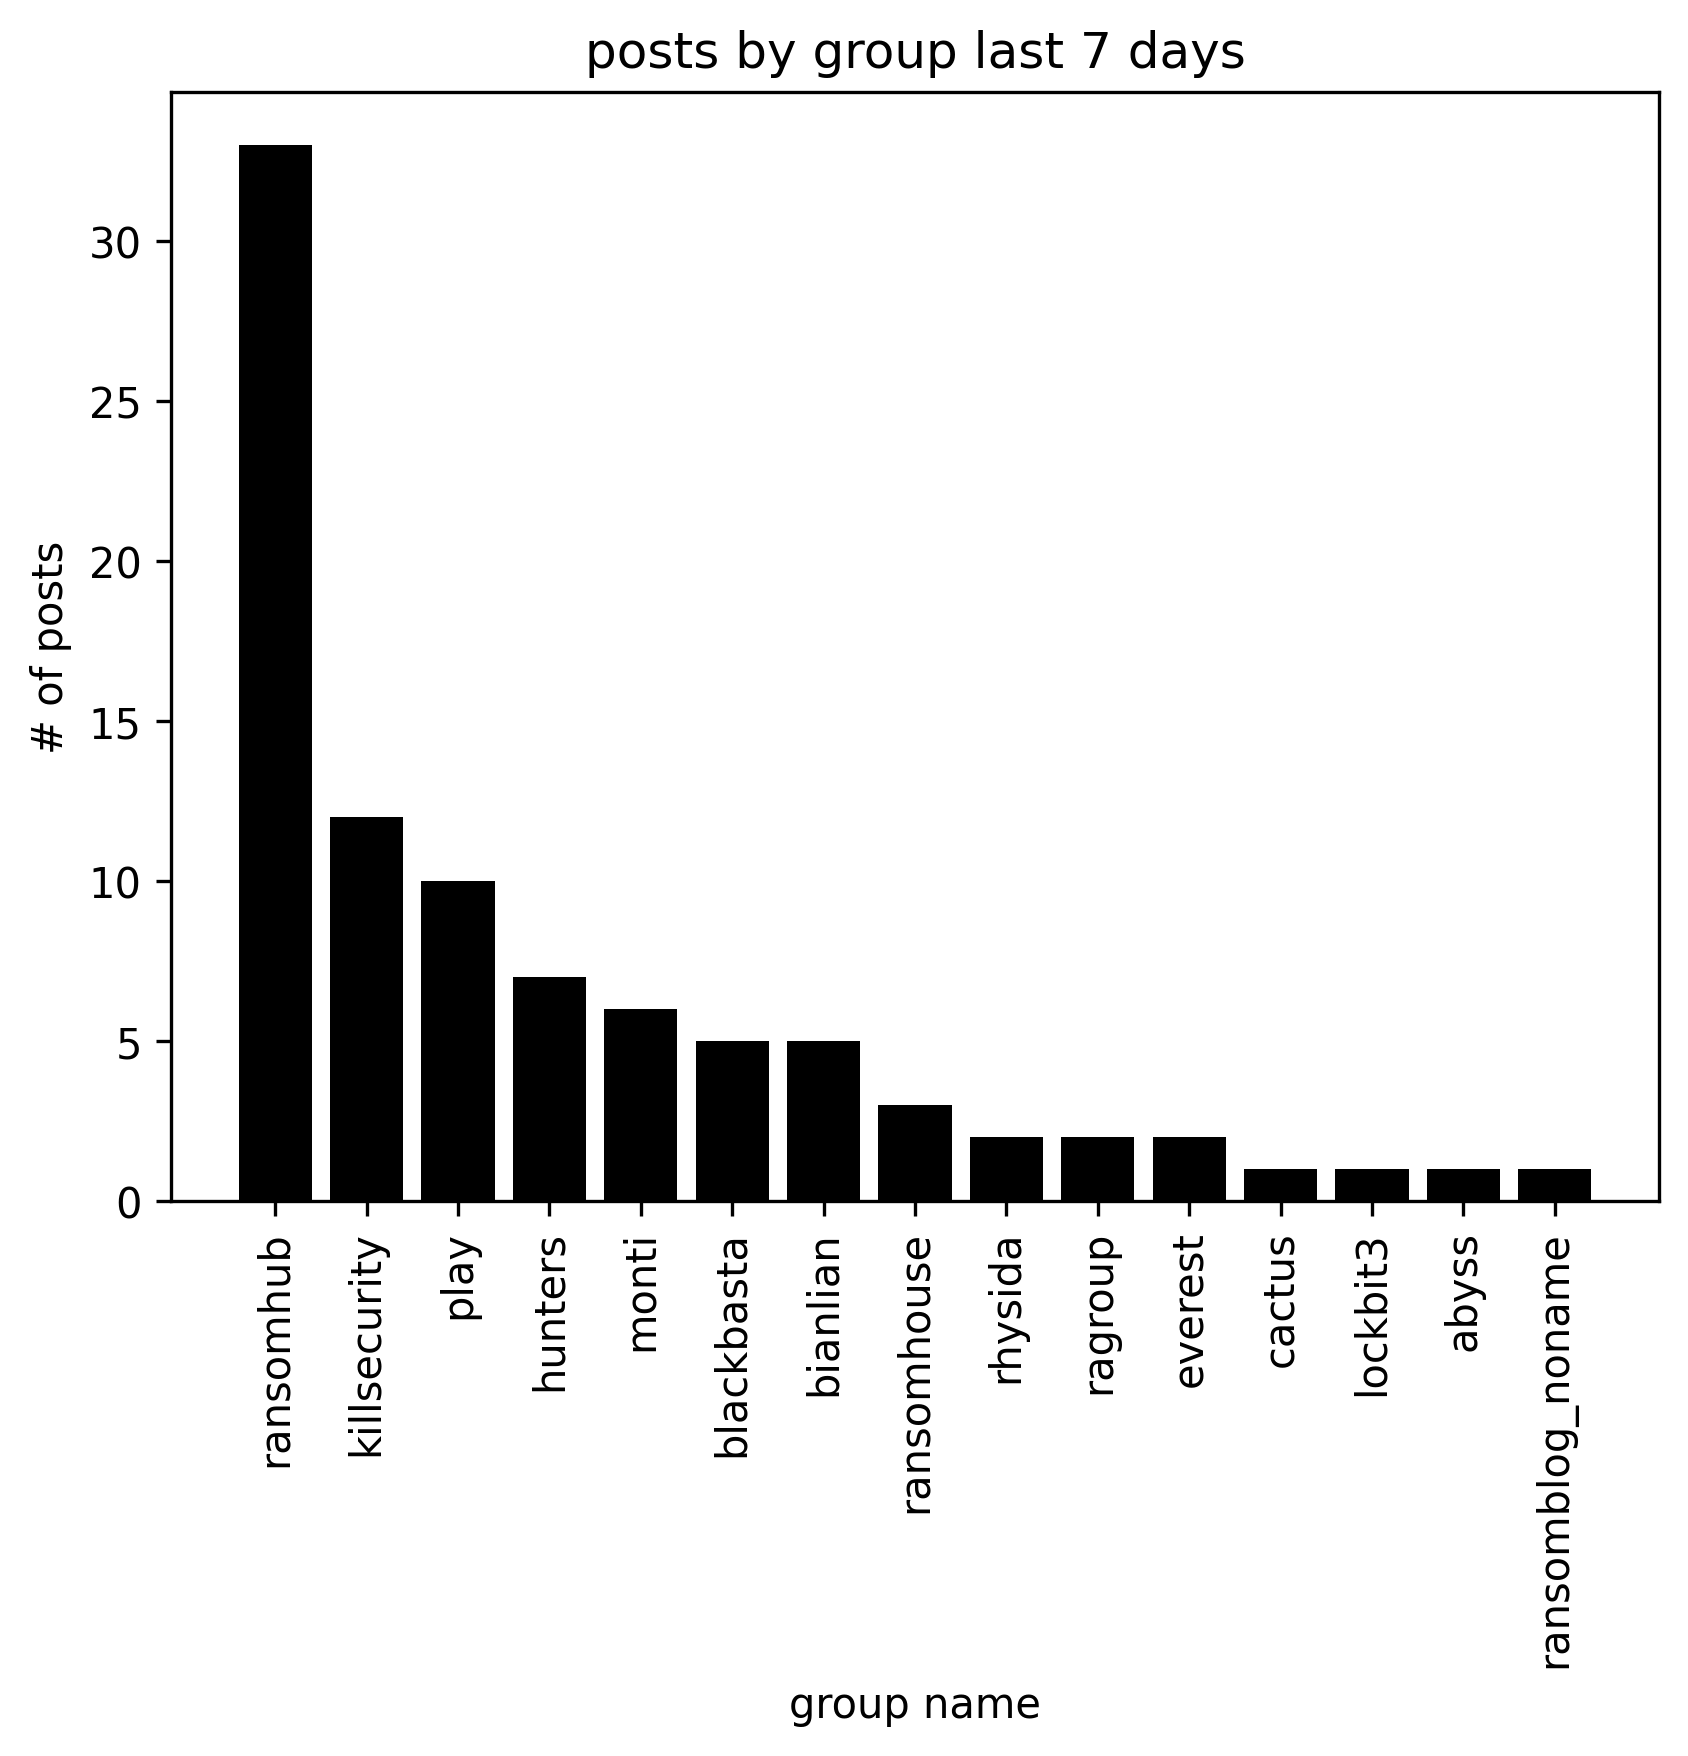 posts by group last 7 days
# of posts
30
25
20
15
10
5
0
ransomhub
killsecurity
play
hunters
monti
blackbasta
bianlian
ransomhouse
rhysida
ragroup
everest
cactus
lockbit3
abyss
ransomblog_noname
group name